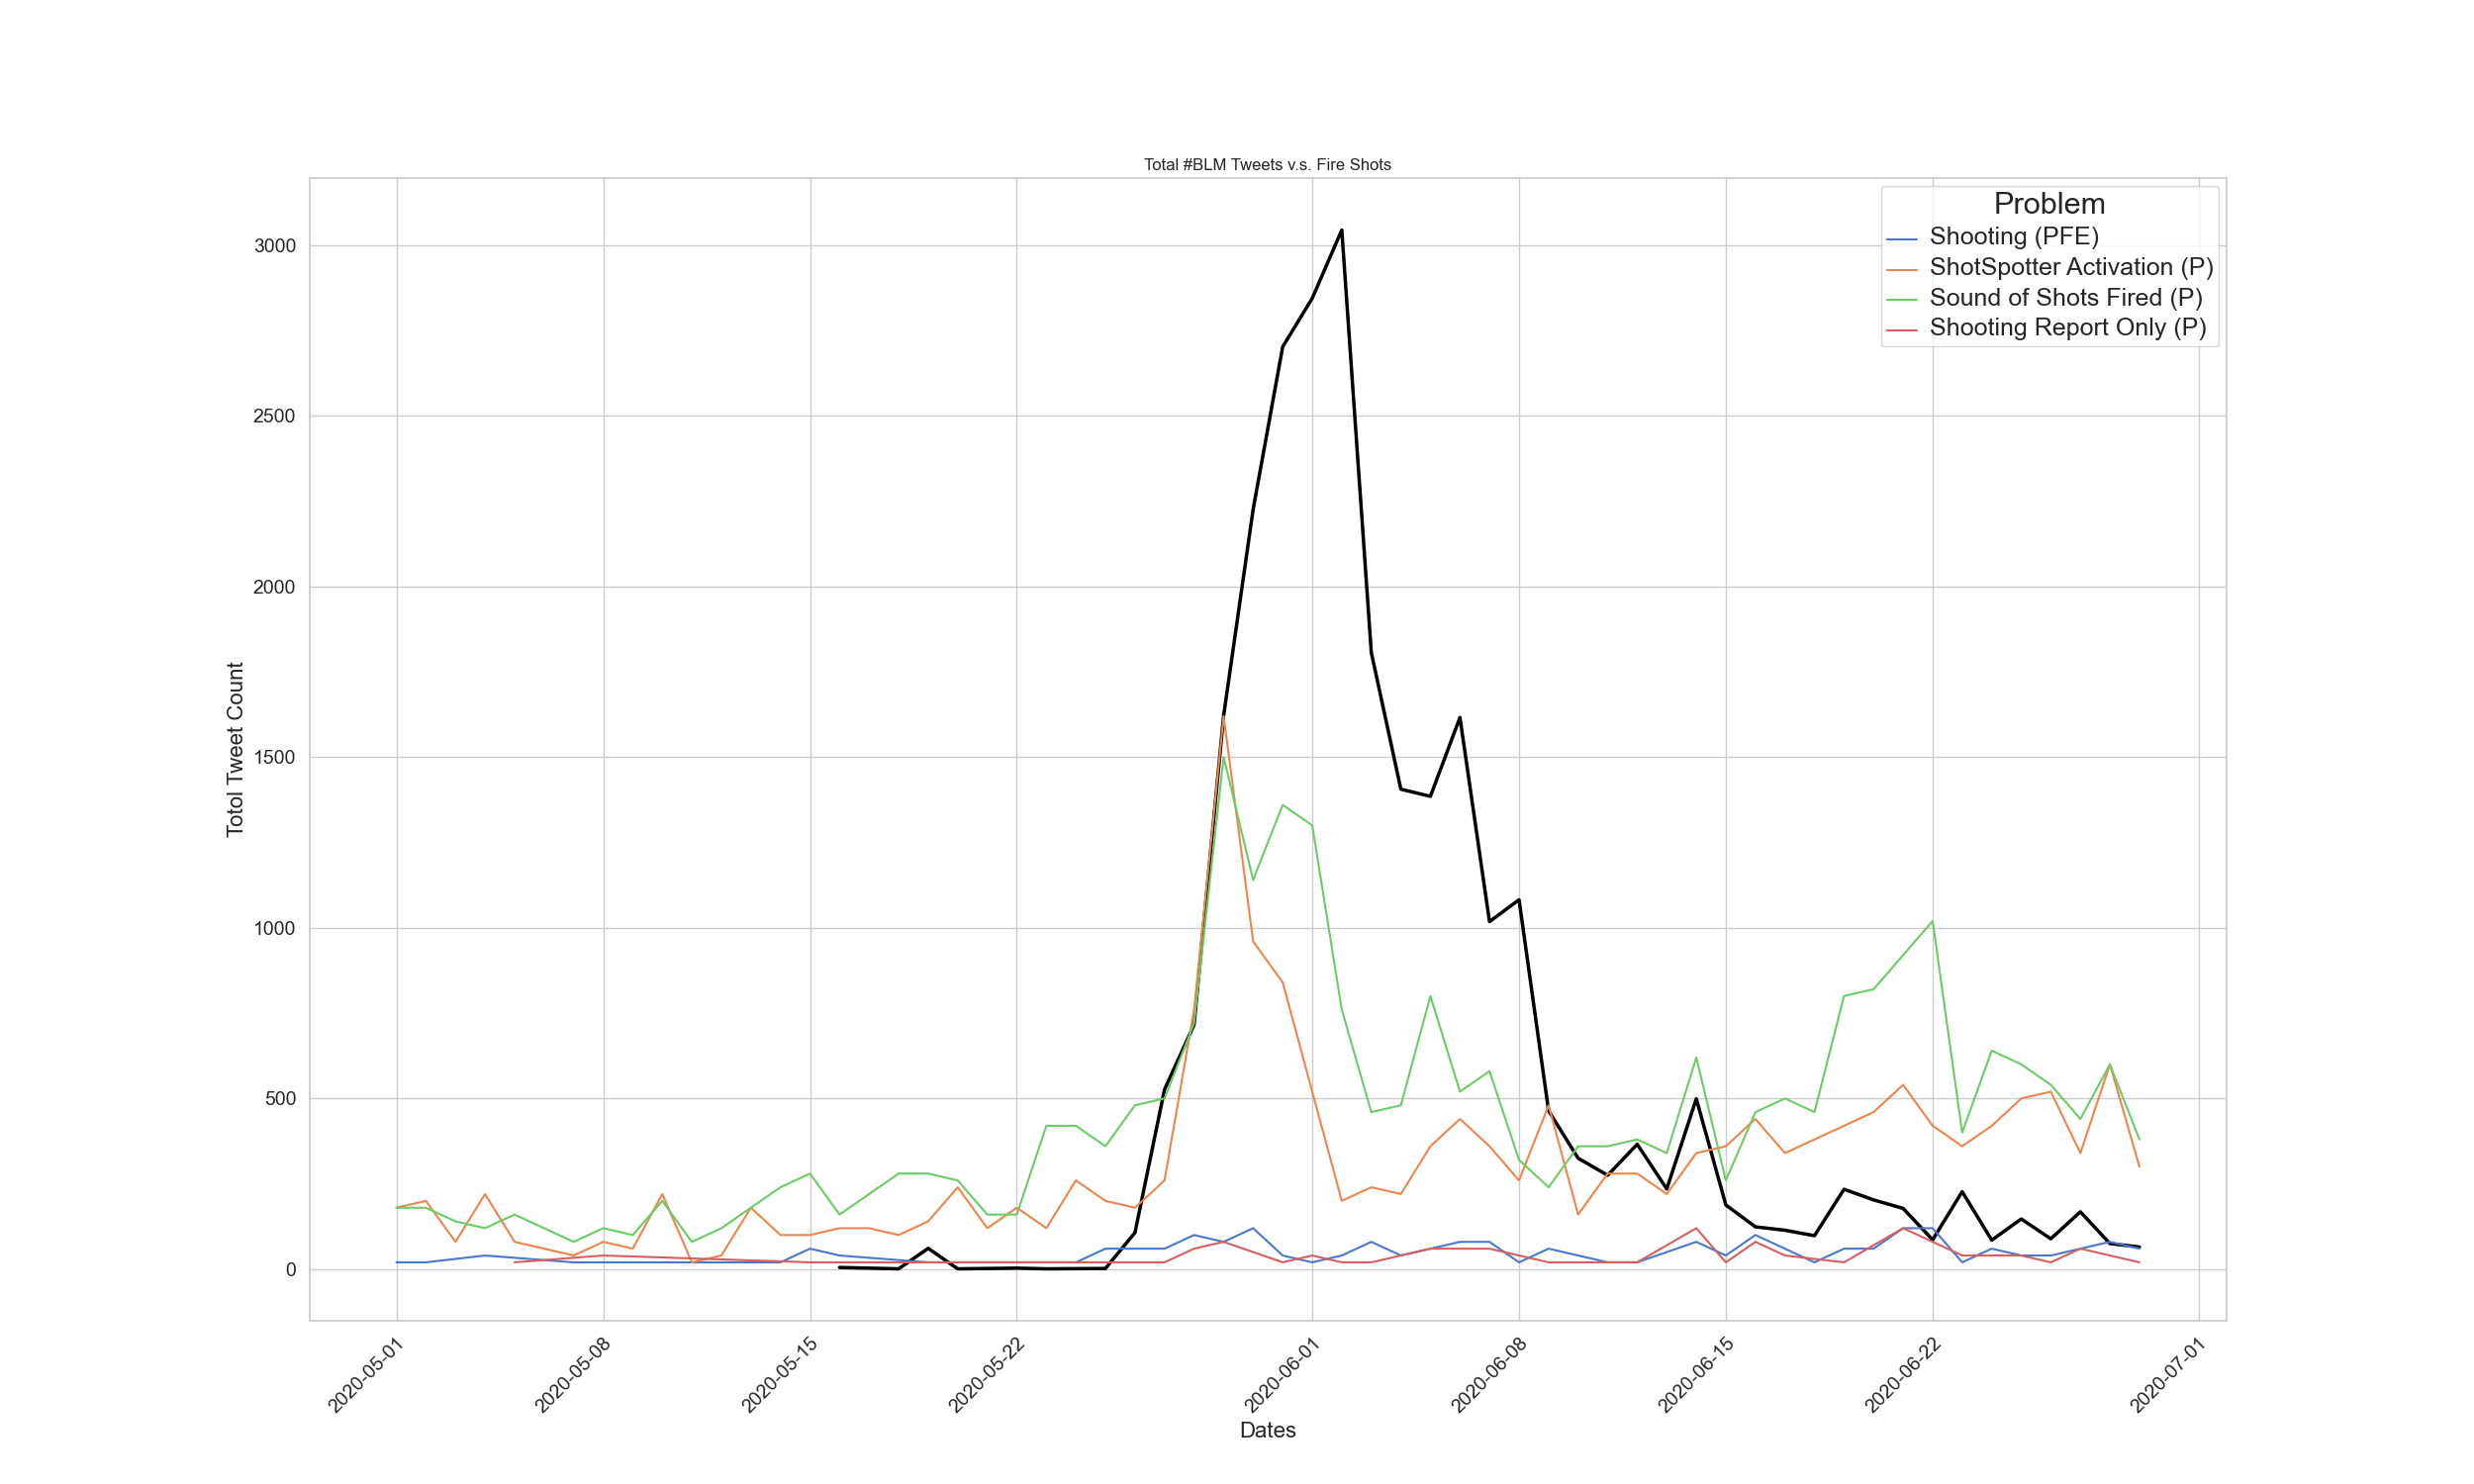 Total #BLM Tweets v.s. Fire Shots
Problem
Shooting (PFE)
ShotSpotter Activation (P)
Sound of Shots Fired (P)
Shooting Report Only (P)
Totol Tweet Count
3000
2500
2000
1500
1000
500
0
2020-05-01
2020-05-08
2020-05-15
2020-05-22
2020-06-01
2020-06-08
2020-06-15
2020-06-22
2020-07-01
Dates